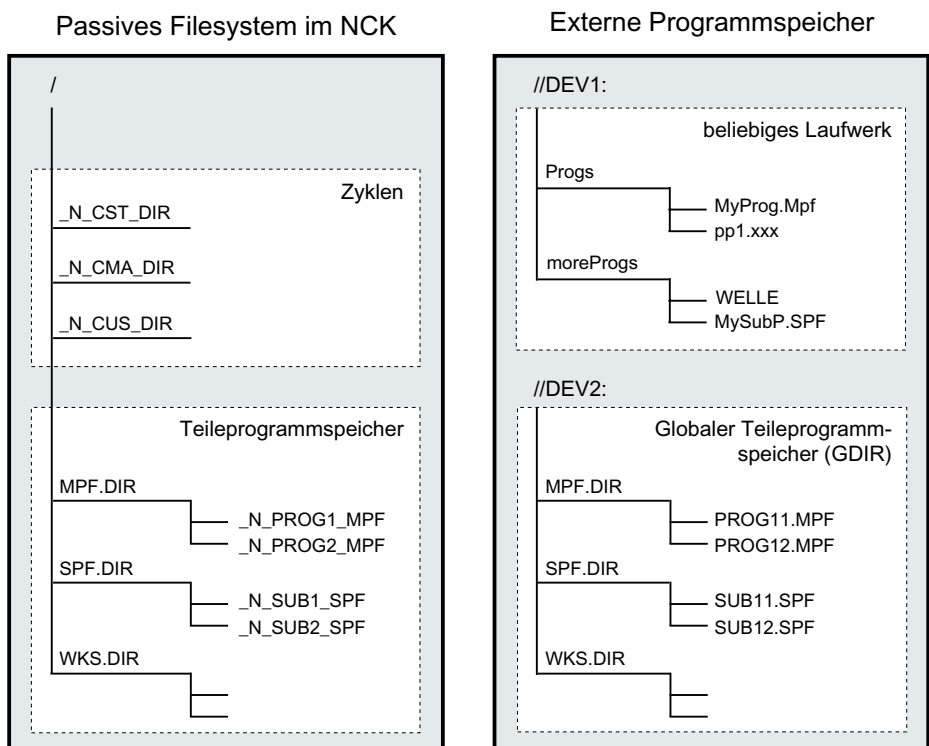 Passives Filesystem im NCK
/
Zyklen
_N_CST_DIR
_N_CMA_DIR
_N_CUS_DIR
Teileprogrammspeicher
MPF.DIR
_N_PROG1_MPF
_N_PROG2_MPF
SPF.DIR
_N_SUB1_SPF
_N_SUB2_SPF
WKS.DIR
Externe Programmspeicher
//DEV1:
beliebiges Laufwerk
Progs
MyProg.Mpf
pp1.xxx
moreProgs
WELLE
MySubP.SPF
//DEV2:
Globaler Teileprogramm-
speicher (GDIR)
MPF.DIR
PROG11.MPF
PROG12.MPF
SPF.DIR
SUB11.SPF
SUB12.SPF
WKS.DIR